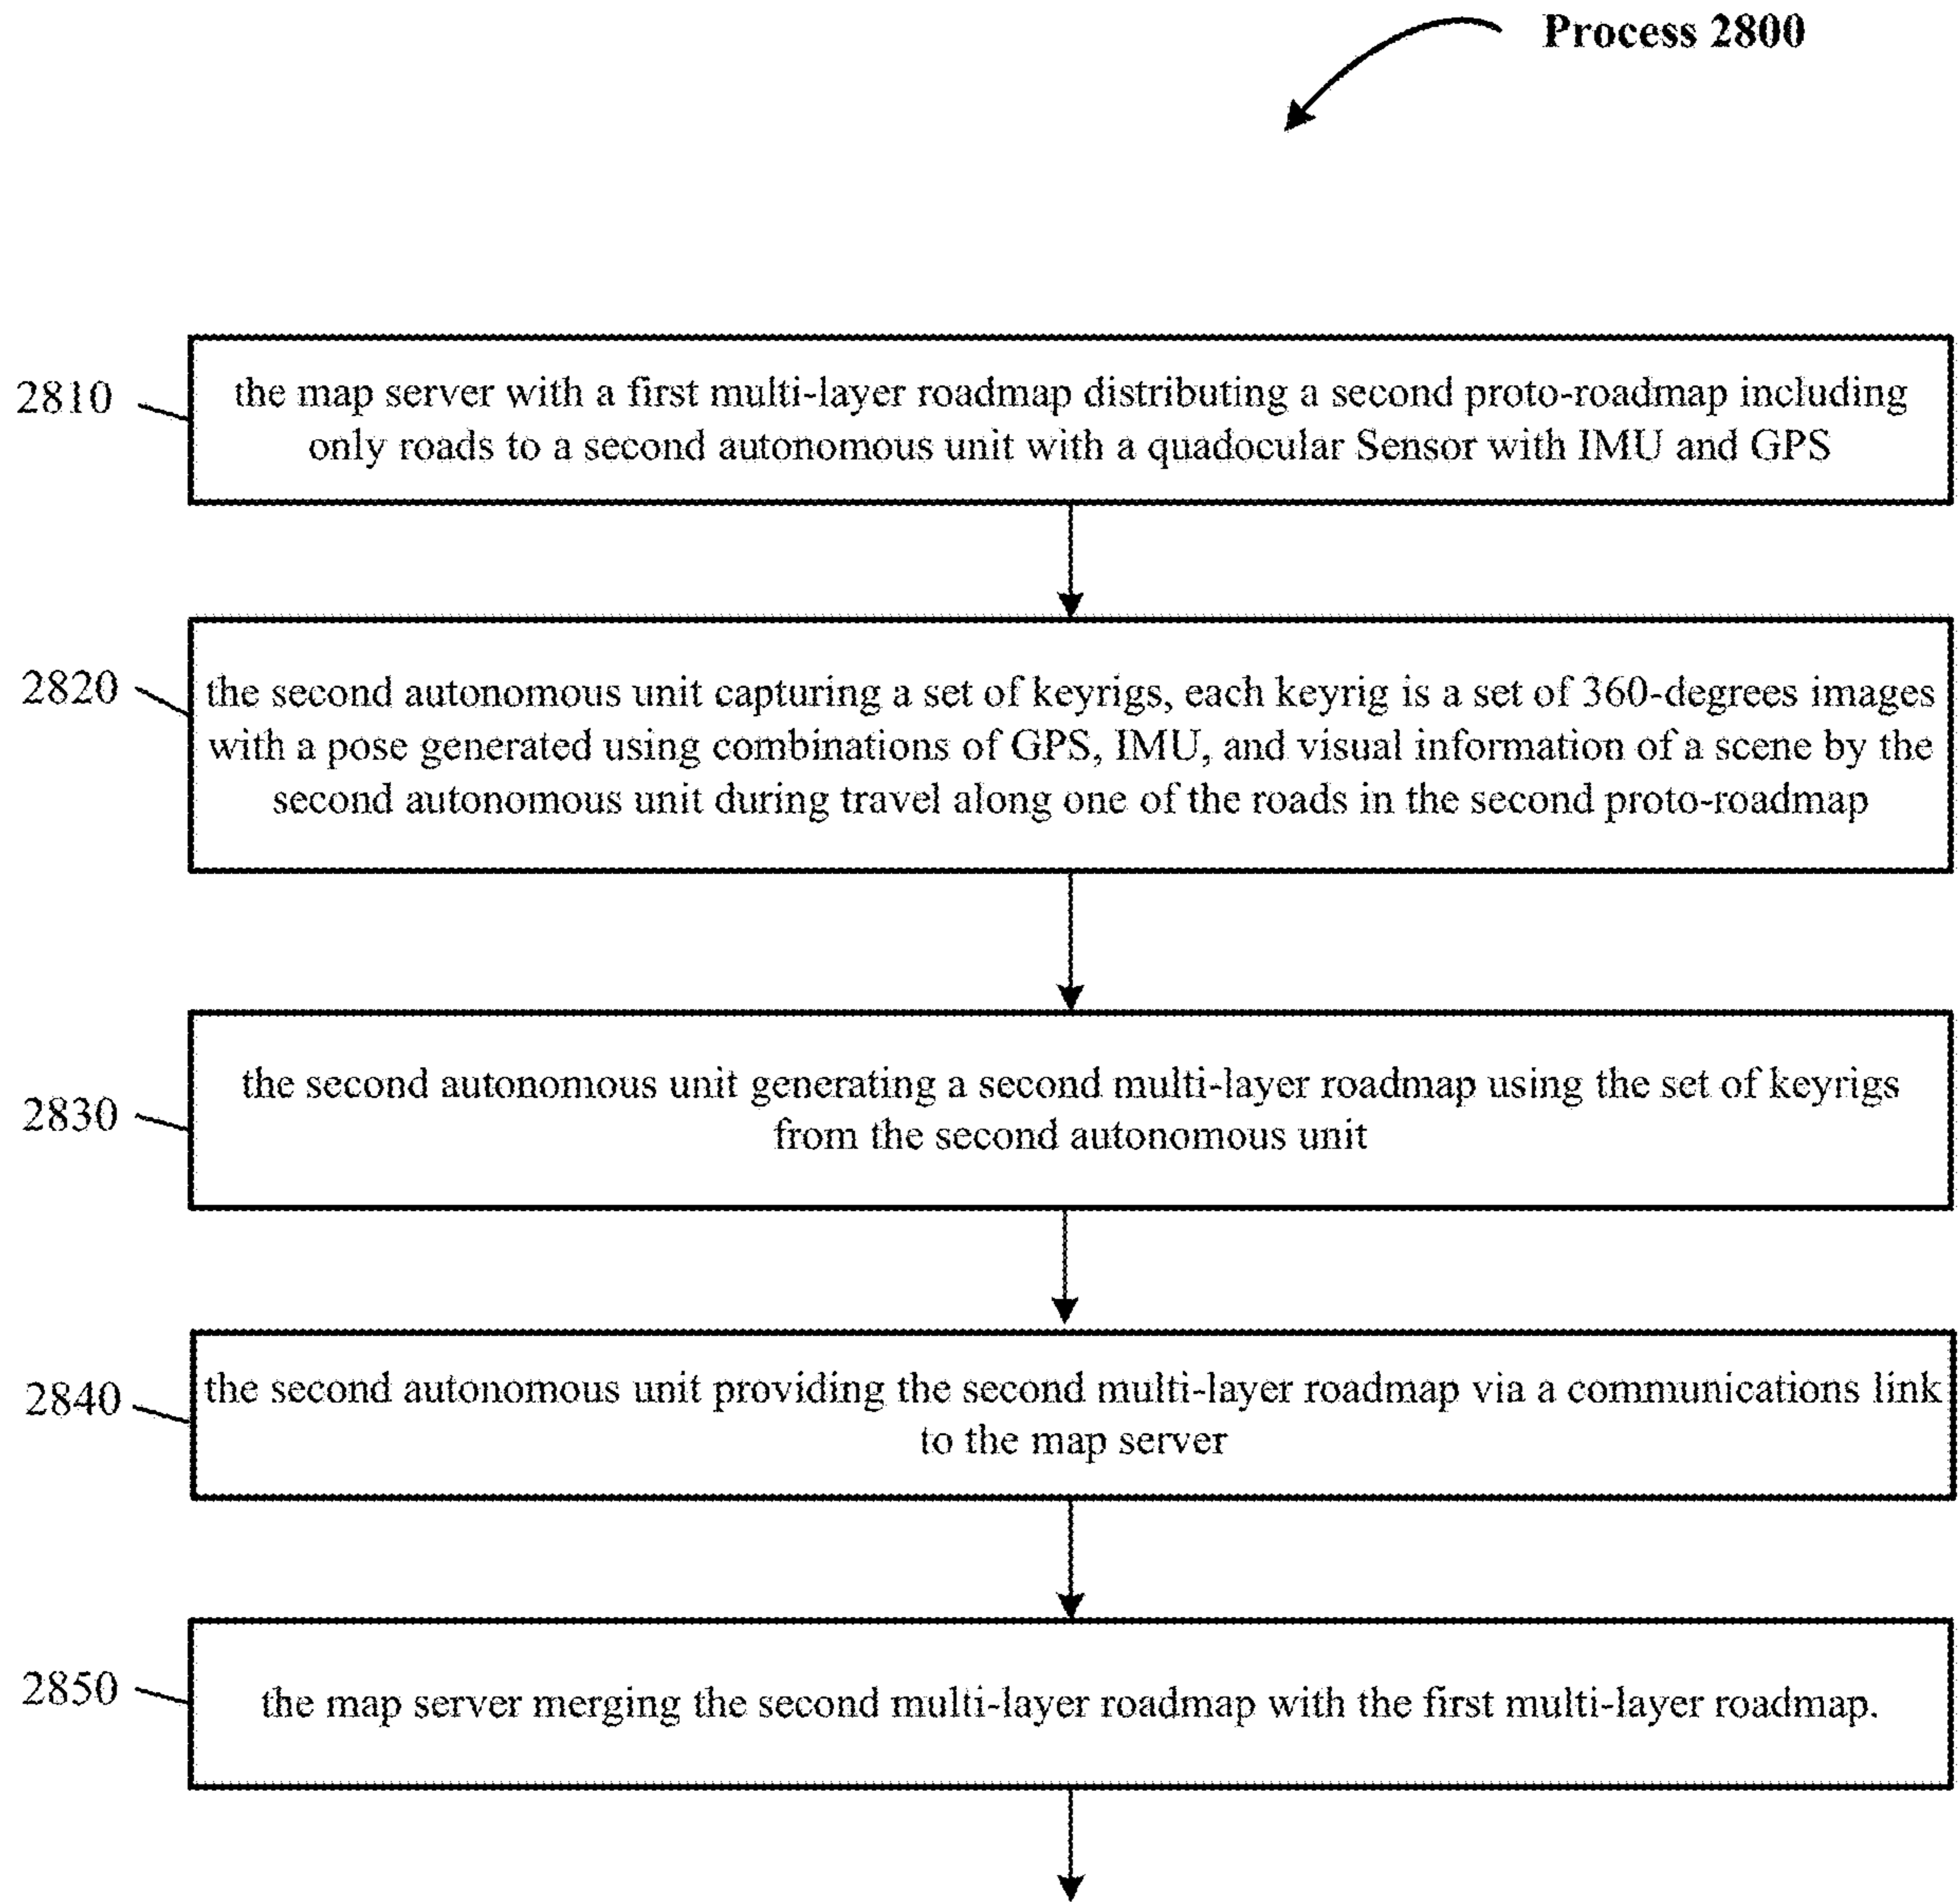 Process 2800
2810
the map server with a first multi-layer roadmap distributing a second proto-roadmap including
only roads to a second autonomous unit with a quadocular Sensor with IMU and GPS
2820
the second autonomous unit capturing a set of keyrigs, each keyrig is a set of 360-degrees images
with a pose generated using combinations of GPS, IMU, and visual information of a scene by the
second autonomous unit during travel along one of the roads in the second proto-roadmap
2830
the second autonomous unit generating a second multi-layer roadmap using the set of keyrigs
from the second autonomous unit
2840
the second autonomous unit providing the second multi-layer roadmap via a communications link
to the map server
2850
the map server merging the second multi-layer roadmap with the first multi-layer roadmap.